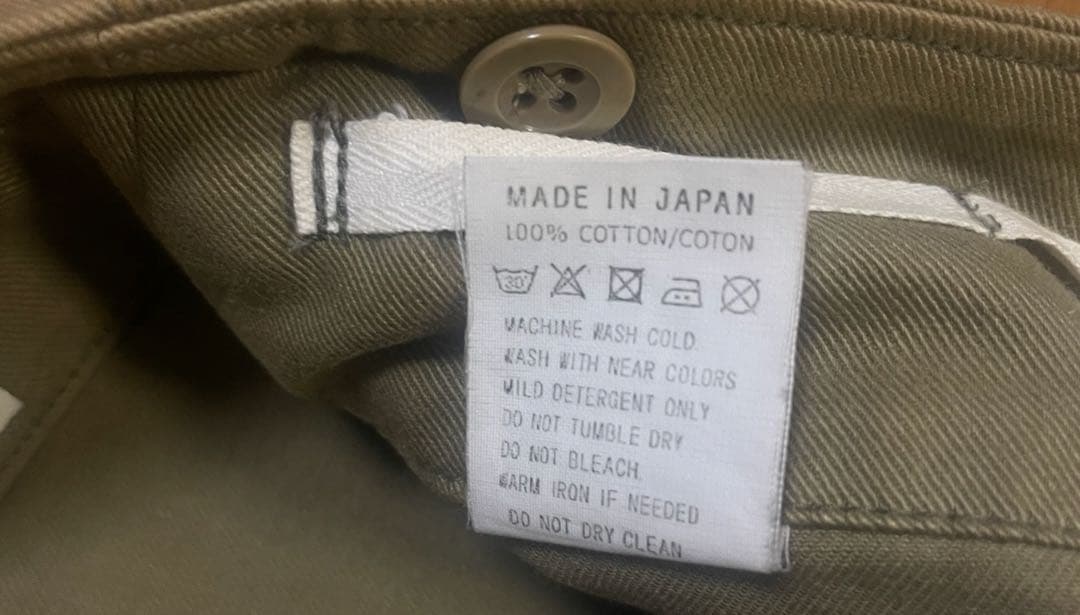 MADE IN JAPAN
100% COTTON/COTON
30°
MACHINE WASH COLD.
WASH WITH NEAR COLORS
MILD DETERGENT ONLY
DO NOT TUMBLE DRY
DO NOT BLEACH.
WARM IRON IF NEEDED
DO NOT DRY CLEAN